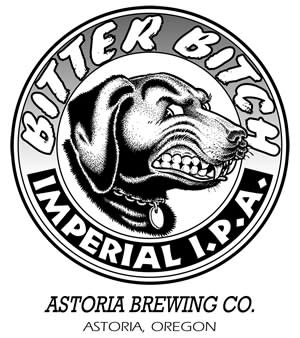 BITTER BITCH
IMPERIAL I.P.A.
ASTORIA BREWING CO.
ASTORIA, OREGON